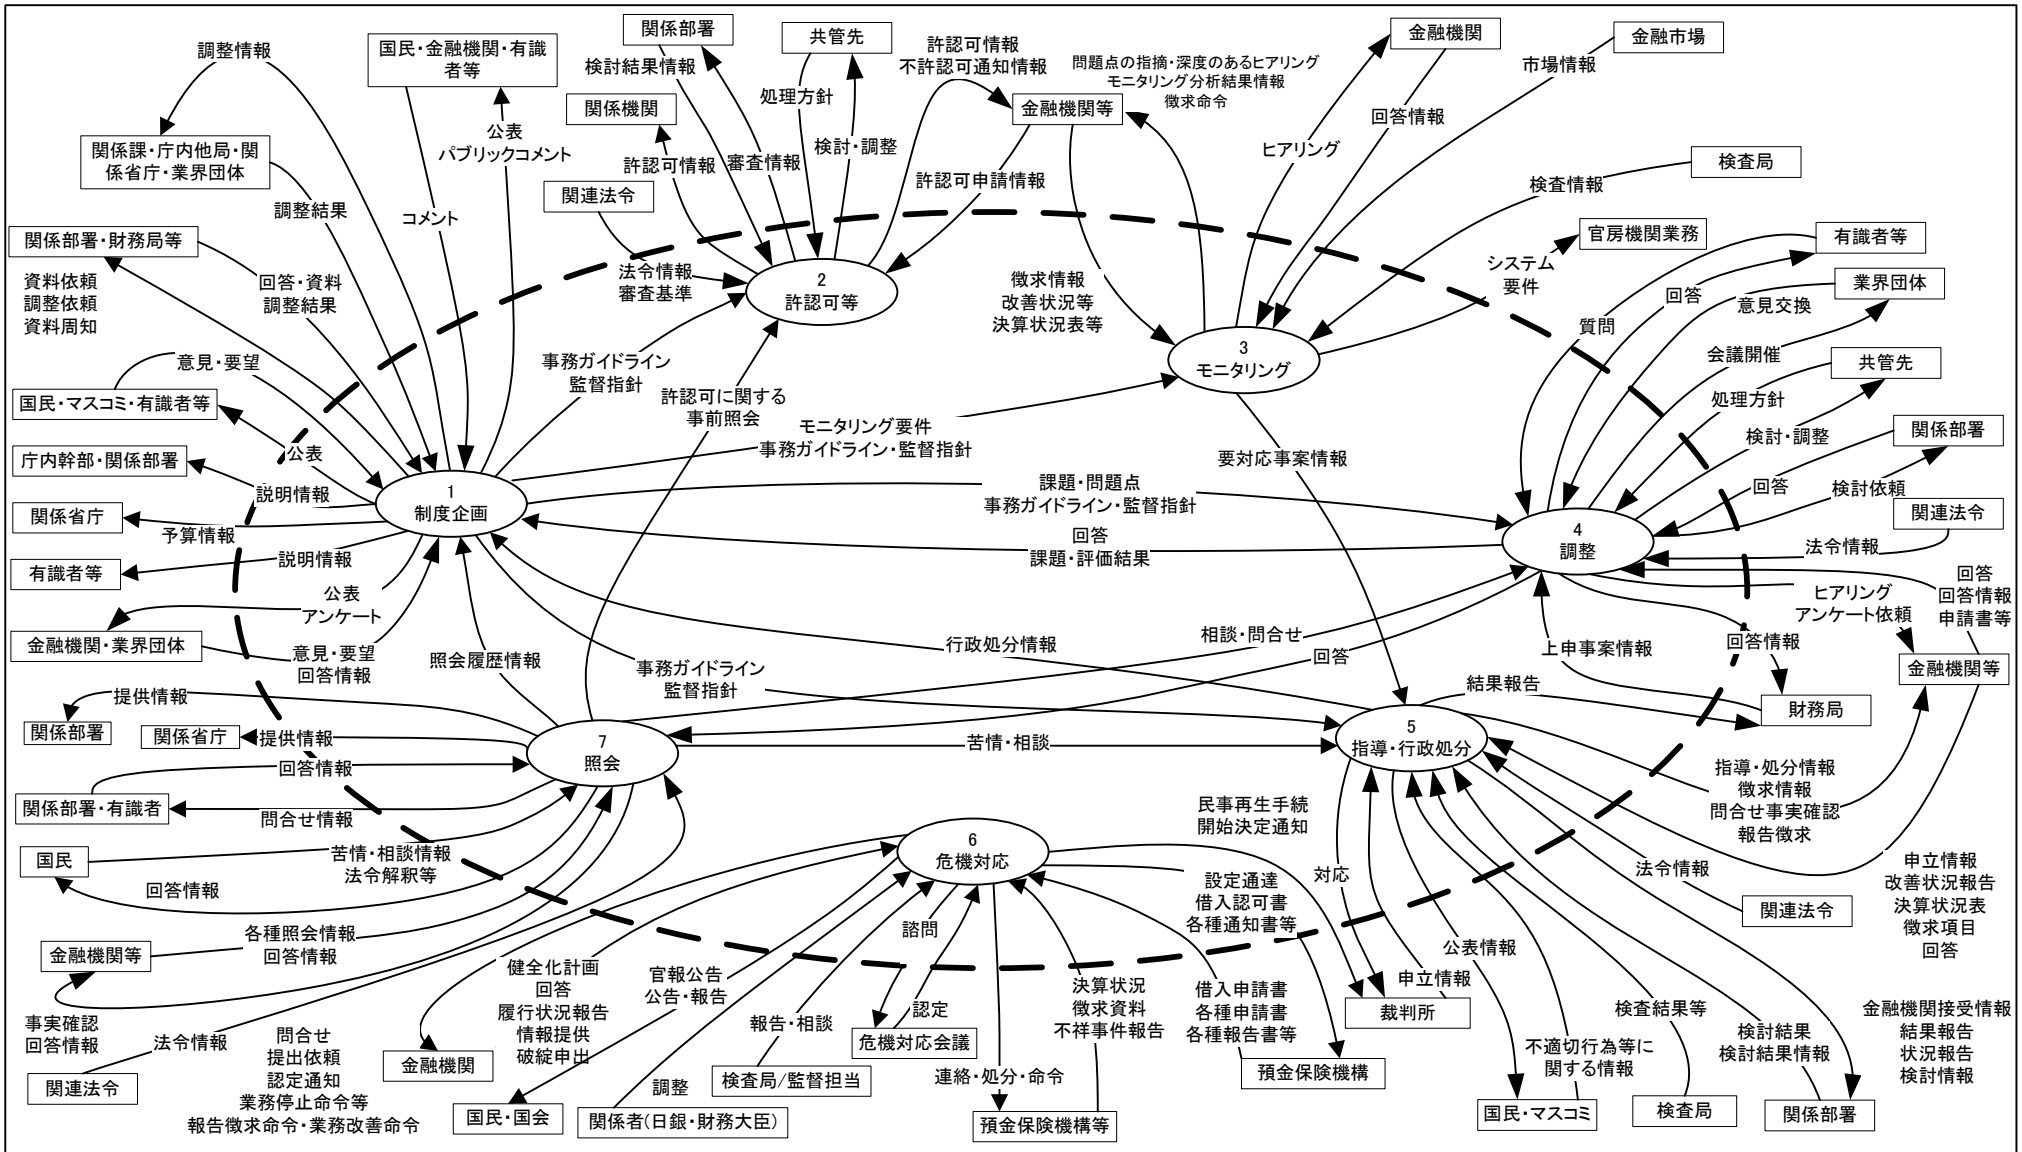 調整情報
国民・金融機関・有識
者等
関係部署
共管先
許認可情報
不許認可通知情報
問題点の指摘・深度のあるヒアリング
モニタリング分析結果情報
徴求命令
金融機関
金融市場
検討結果情報
処理方針
市場情報
関係機関
金融機関等
回答情報
関係課・庁内他局・関
係省庁・業界団体
公表
パブリックコメント
許認可情報
審査情報
検討・調整
ヒアリング
検査局
関連法令
許認可申請情報
検査情報
調整結果
コメント
関係部署・財務局等
官房機関業務
有識者等
資料依頼
調整依頼
資料周知
回答・資料
調整結果
法令情報
審査基準
2
許認可等
徴求情報
改善状況等
決算状況表等
システム
要件
回答
業界団体
意見交換
質問
3
モニタリング
会議開催
意見・要望
事務ガイドライン
監督指針
共管先
国民・マスコミ・有識者等
許認可に関する
事前照会
処理方針
モニタリング要件
事務ガイドライン・監督指針
検討・調整
関係部署
公表
庁内幹部・関係部署
要対応事案情報
説明情報
1
制度企画
課題・問題点
事務ガイドライン・監督指針
回答
検討依頼
関係省庁
関連法令
予算情報
回答
課題・評価結果
4
調整
法令情報
説明情報
有識者等
公表
アンケート
ヒアリング
アンケート依頼
回答
回答情報
申請書等
金融機関・業界団体
意見・要望
回答情報
照会履歴情報
行政処分情報
相談・問合せ
回答
上申事案情報
回答情報
金融機関等
事務ガイドライン
監督指針
結果報告
財務局
提供情報
関係部署
関係省庁
提供情報
7
照会
苦情・相談
5
指導・行政処分
回答情報
指導・処分情報
徴求情報
問合せ事実確認
報告徴求
関係部署・有識者
問合せ情報
民事再生手続
開始決定通知
6
危機対応
国民
苦情・相談情報
法令解釈等
回答情報
設定通達
借入認可書
各種通知書等
対応
法令情報
申立情報
改善状況報告
決算状況表
徴求項目
回答
関連法令
各種照会情報
回答情報
諮問
金融機関等
公表情報
健全化計画
回答
履行状況報告
情報提供
破綻申出
官報公告
公告・報告
決算状況
徴求資料
不祥事件報告
借入申請書
各種申請書
各種報告書等
申立情報
裁判所
検査結果等
金融機関接受情報
結果報告
状況報告
検討情報
事実確認
回答情報
報告・相談
認定
危機対応会議
法令情報
問合せ
提出依頼
認定通知
業務停止命令等
報告徴求命令・業務改善命令
金融機関
不適切行為等に
関する情報
検討結果
検討結果情報
関連法令
調整
検査局/監督担当
連絡・処分・命令
預金保険機構
国民・国会
関係者(日銀・財務大臣)
預金保険機構等
国民・マスコミ
検査局
関係部署